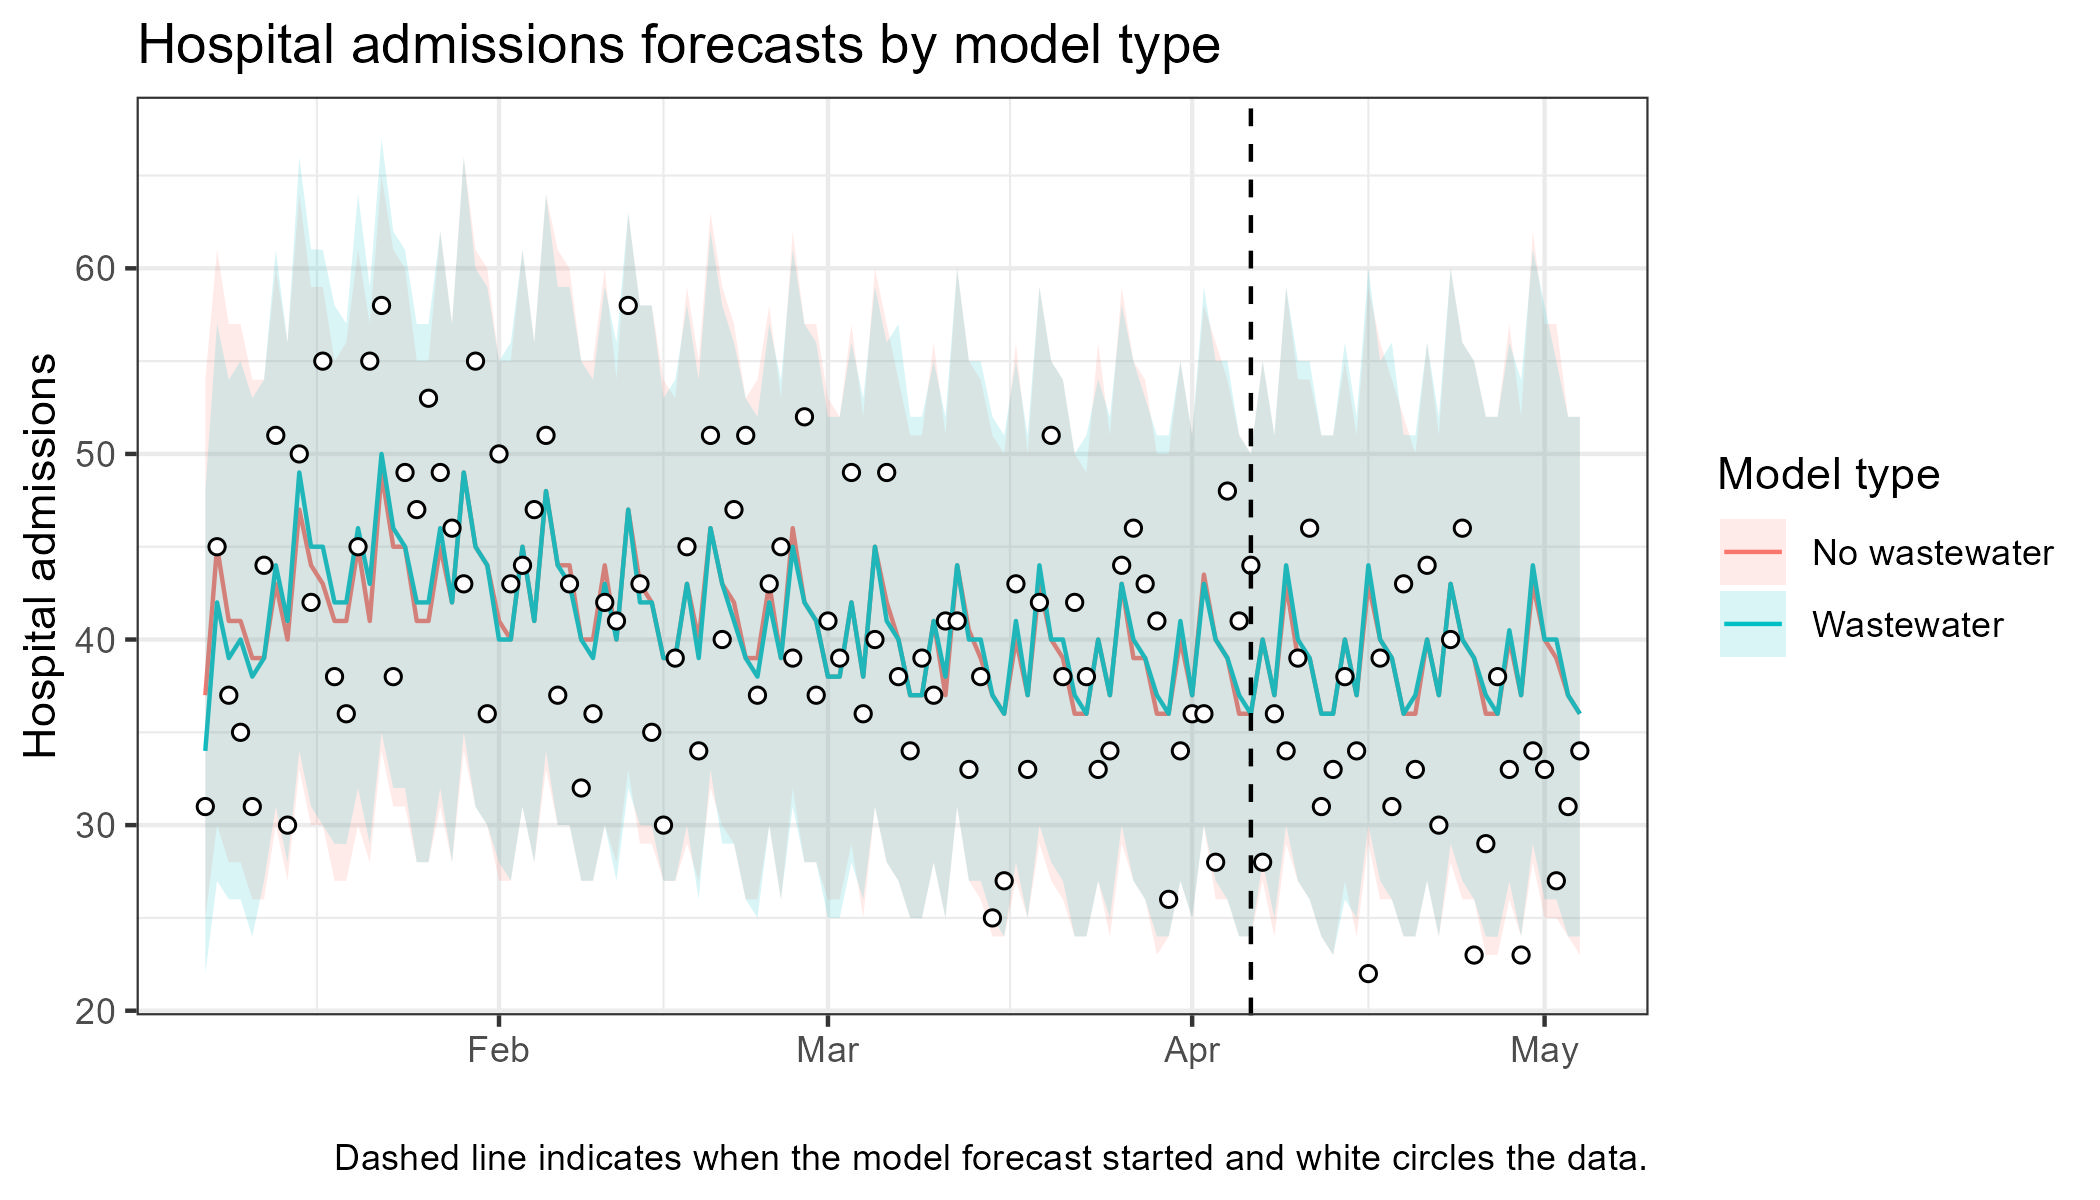 Hospital admissions forecasts by model type
Hospital admissions
60
50
40
30
20
Feb
Mar
Apr
May
Model type
No wastewater
Wastewater
Dashed line indicates when the model forecast started and white circles the data.